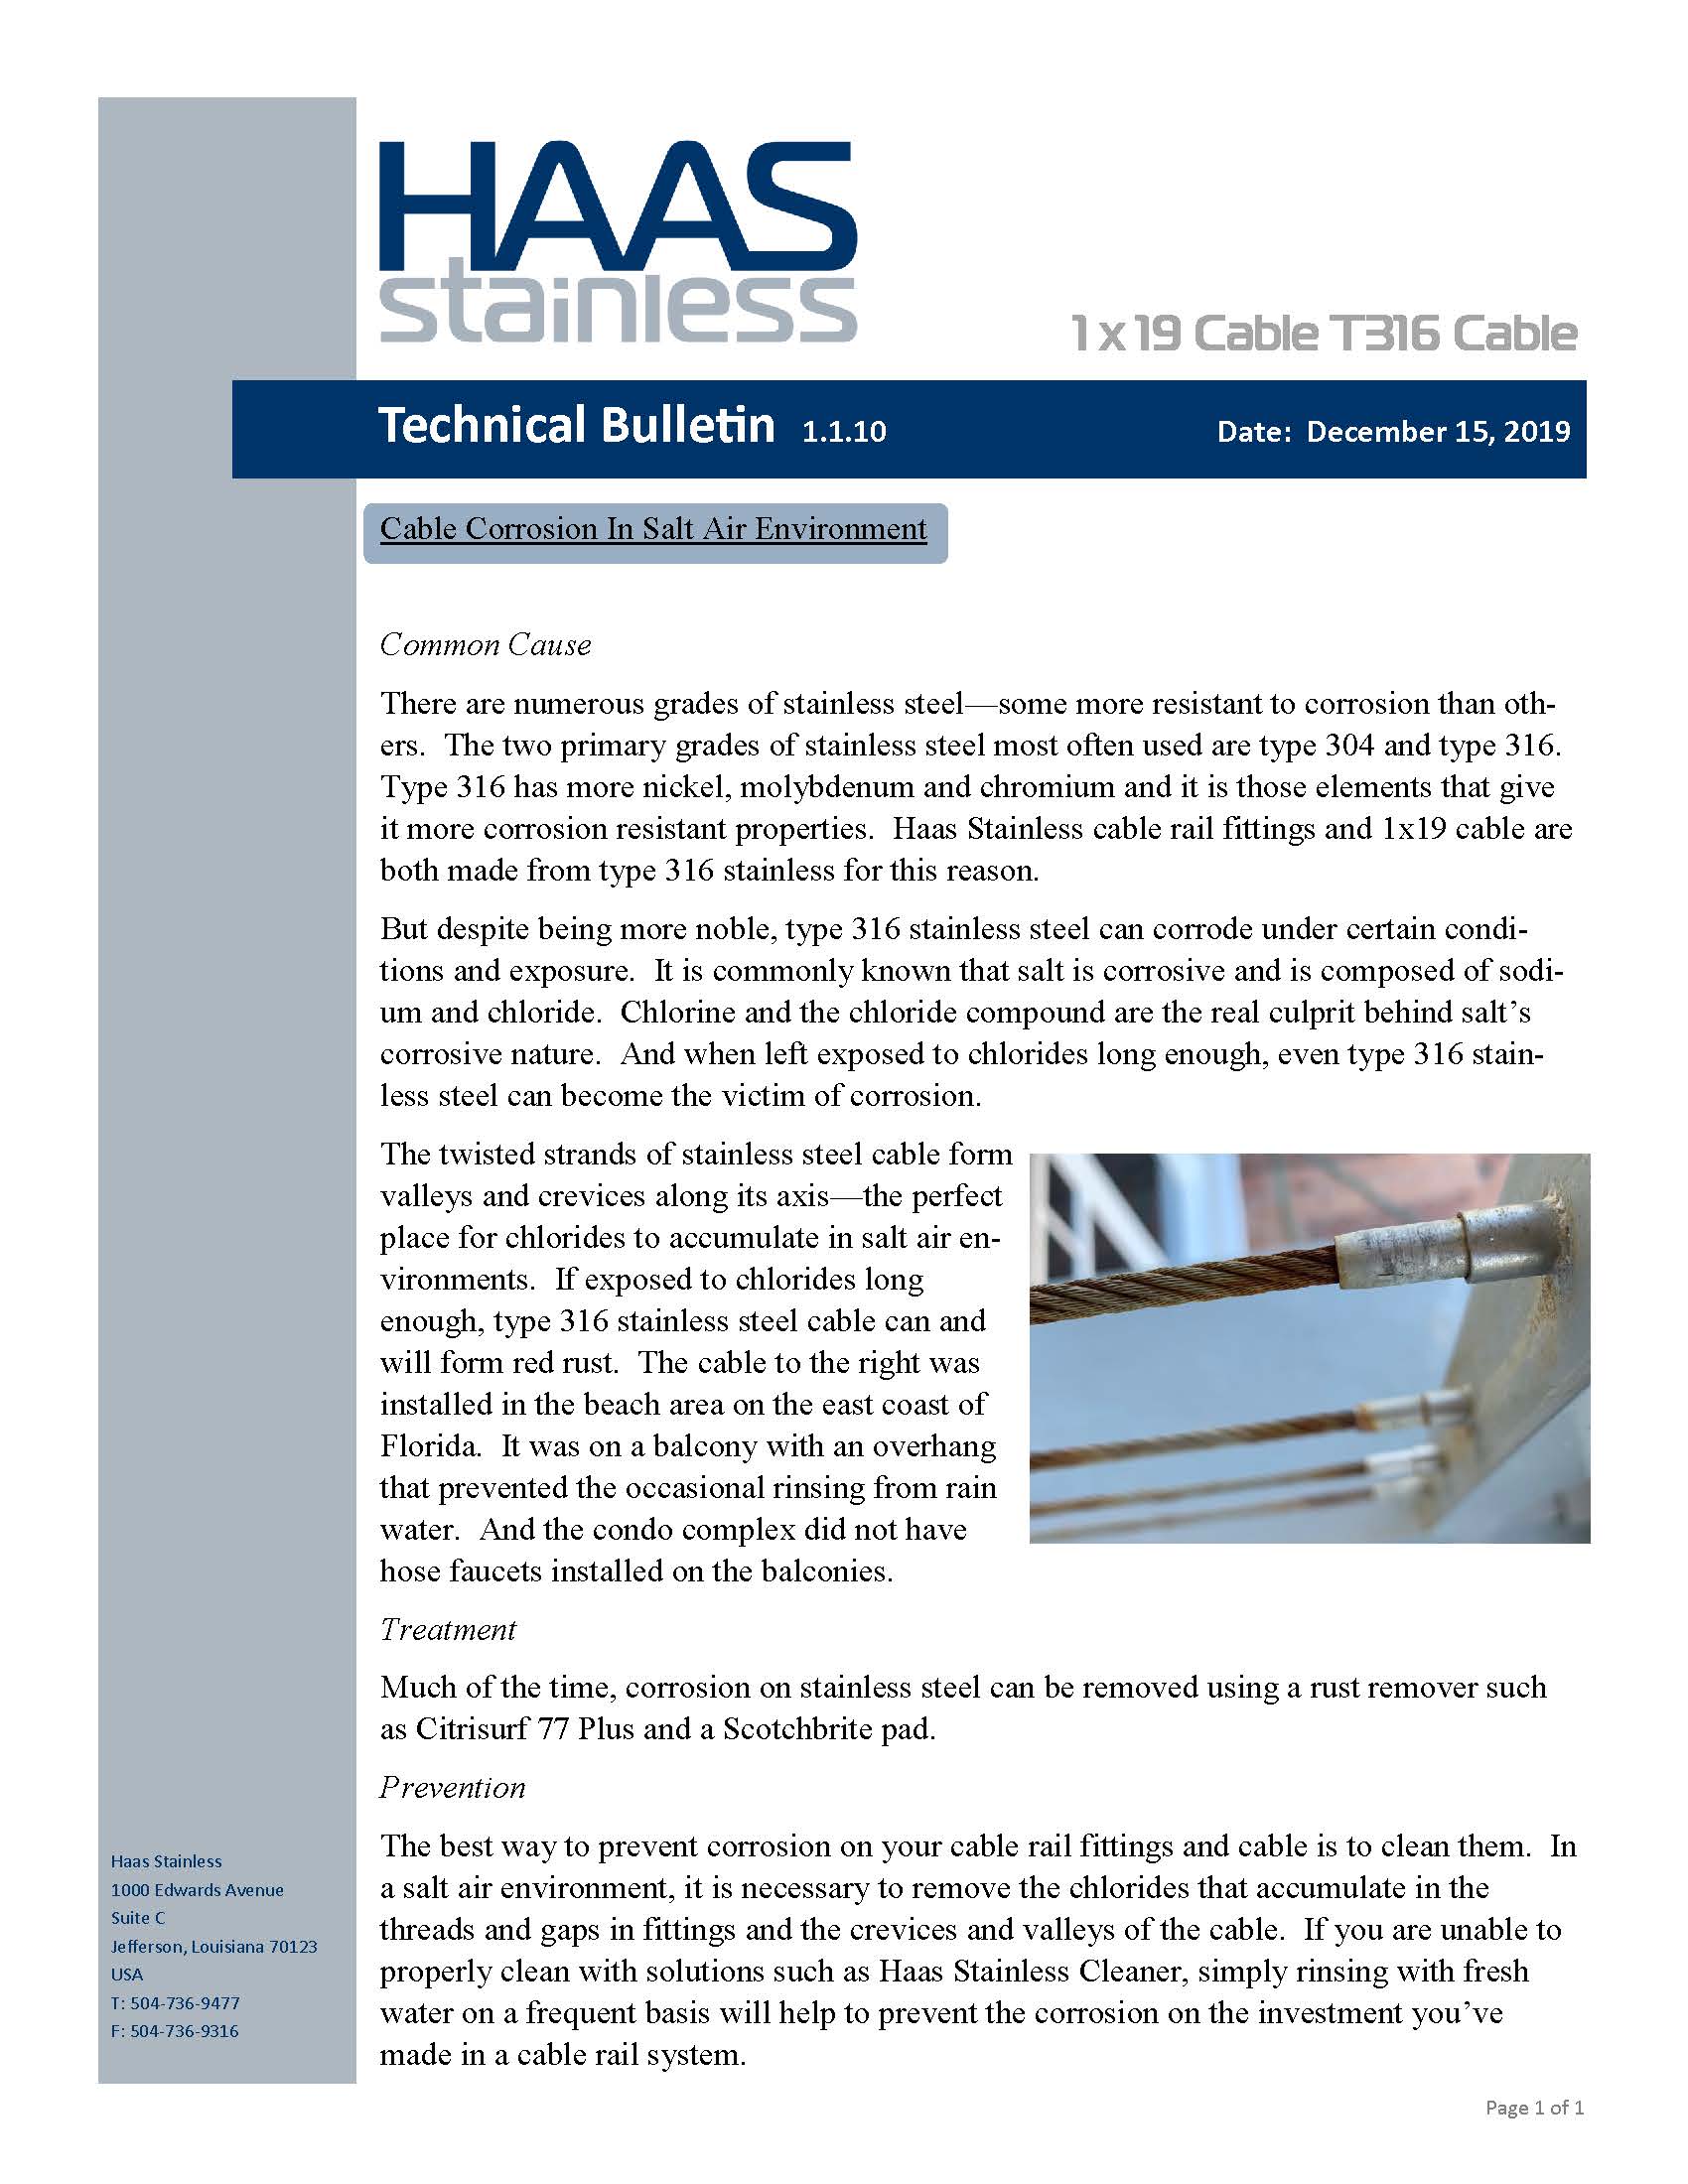 HAAS
stainless
1 x 19 Cable T316 Cable
Technical Bulletin 1.1.10 Date: December 15, 2019
Cable Corrosion In Salt Air Environment
Common Cause
There are numerous grades of stainless steel—some more resistant to corrosion than oth-
ers. The two primary grades of stainless steel most often used are type 304 and type 316.
Type 316 has more nickel, molybdenum and chromium and it is those elements that give
it more corrosion resistant properties. Haas Stainless cable rail fittings and 1x19 cable are
both made from type 316 stainless for this reason.
But despite being more noble, type 316 stainless steel can corrode under certain condi-
tions and exposure. It is commonly known that salt is corrosive and is composed of sodi-
um and chloride. Chlorine and the chloride compound are the real culprit behind salt’s
corrosive nature. And when left exposed to chlorides long enough, even type 316 stain-
less steel can become the victim of corrosion.
The twisted strands of stainless steel cable form
valleys and crevices along its axis—the perfect
place for chlorides to accumulate in salt air en-
vironments. If exposed to chlorides long
enough, type 316 stainless steel cable can and
will form red rust. The cable to the right was
installed in the beach area on the east coast of
Florida. It was on a balcony with an overhang
that prevented the occasional rinsing from rain
water. And the condo complex did not have
hose faucets installed on the balconies.
Treatment
Much of the time, corrosion on stainless steel can be removed using a rust remover such
as Citrisurf 77 Plus and a Scotchbrite pad.
Prevention
The best way to prevent corrosion on your cable rail fittings and cable is to clean them. In
a salt air environment, it is necessary to remove the chlorides that accumulate in the
threads and gaps in fittings and the crevices and valleys of the cable. If you are unable to
properly clean with solutions such as Haas Stainless Cleaner, simply rinsing with fresh
water on a frequent basis will help to prevent the corrosion on the investment you’ve
made in a cable rail system.
Haas Stainless
1000 Edwards Avenue
Suite C
Jefferson, Louisiana 70123
USA
T: 504-736-9477
F: 504-736-9316
Page 1 of 1